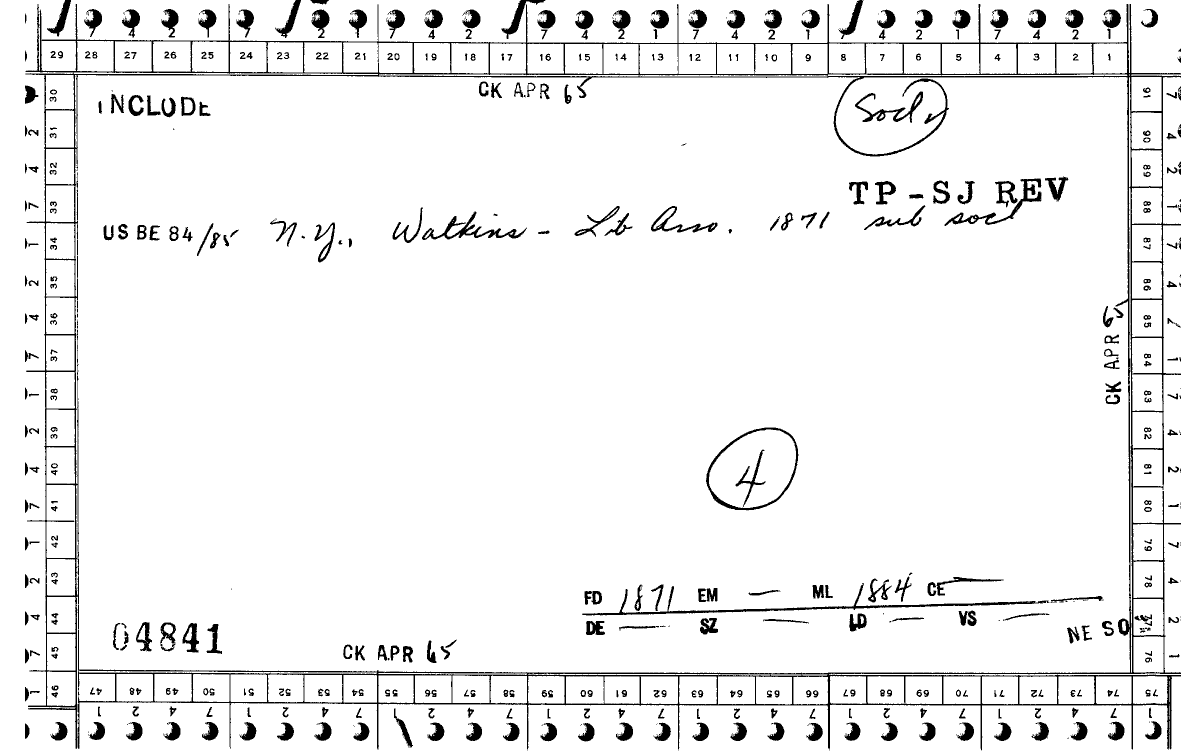 7 4 2 1 7 4 2 1 7 4 2 1 7 4 2 1 7 4 2 1 7 4 2 1 7 4 2 1
29 28 27 26 25 24 23 22 21 20 19 18 17 16 15 14 13 12 11 10 9 8 7 6 5 4 3 2 1
INCLUDE CK APR 65 Socl
TP-SJ REV
US BE 84/85 N.Y., Watkins - Lb Asso. 1871 sub socl
CK APR 65
4
FD 1871 EM — ML 1884 CE —
DE — SZ — LD — VS —
NE SO
04841
CK APR 65
30 31 32 33 34 35 36 37 38 39 40 41 42 43 44 45 46
91 90 89 88 87 86 85 84 83 82 81 80 79 78 77 76 75
47 48 49 50 51 52 53 54 55 56 57 58 59 60 61 62 63 64 65 66 67 68 69 70 71 72 73 74 75
1 2 4 7 1 2 4 7 1 2 4 7 1 2 4 7 1 2 4 7 1 2 4 7 1 2 4 7 1